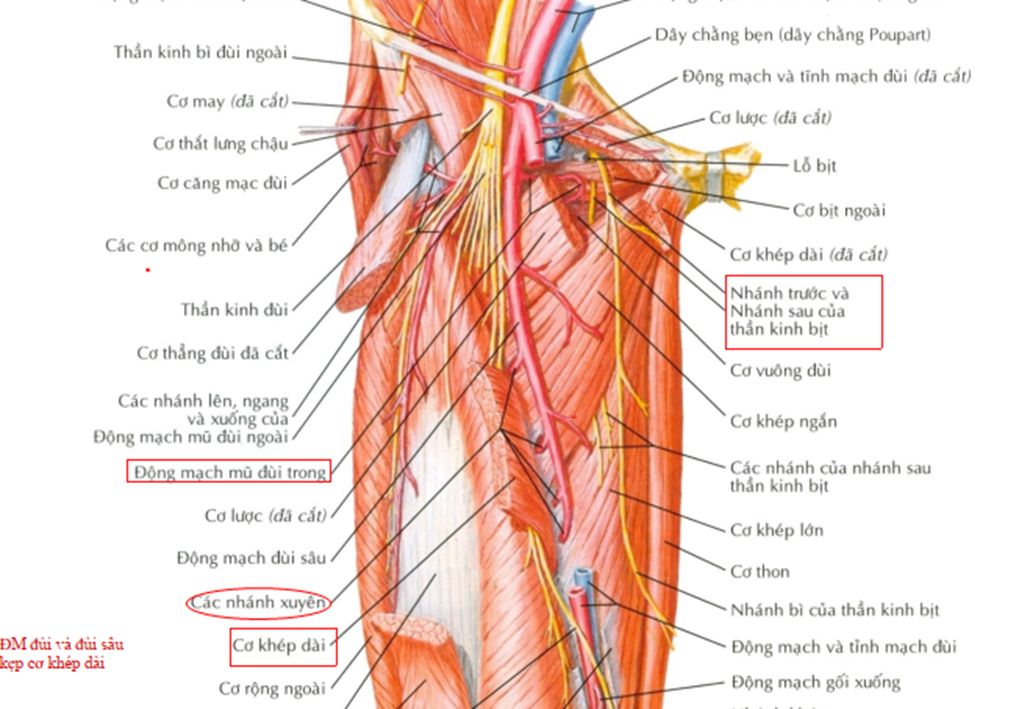 Thần kinh bì đùi ngoài
Cơ may (đã cắt)
Cơ thắt lưng chậu
Cơ căng mạc đùi
Các cơ mông nhỡ và bé
Thần kinh đùi
Cơ thẳng đùi đã cắt
Các nhánh lên, ngang
và xuống của
Động mạch mũ đùi ngoài
Động mạch mũ đùi trong
Cơ lược (đã cắt)
Động mạch đùi sâu
Các nhánh xuyên
ĐM đùi và đùi sâu
kẹp cơ khép dài
Cơ khép dài
Cơ rộng ngoài
Dây chằng bẹn (dây chằng Poupart)
Động mạch và tĩnh mạch đùi (đã cắt)
Cơ lược (đã cắt)
Lỗ bịt
Cơ bịt ngoài
Cơ khép dài (đã cắt)
Nhánh trước và
Nhánh sau của
thần kinh bịt
Cơ vuông đùi
Cơ khép ngắn
Các nhánh của nhánh sau
thần kinh bịt
Cơ khép lớn
Cơ thon
Nhánh bì của thần kinh bịt
Động mạch và tỉnh mạch đùi
Động mạch gối xuống